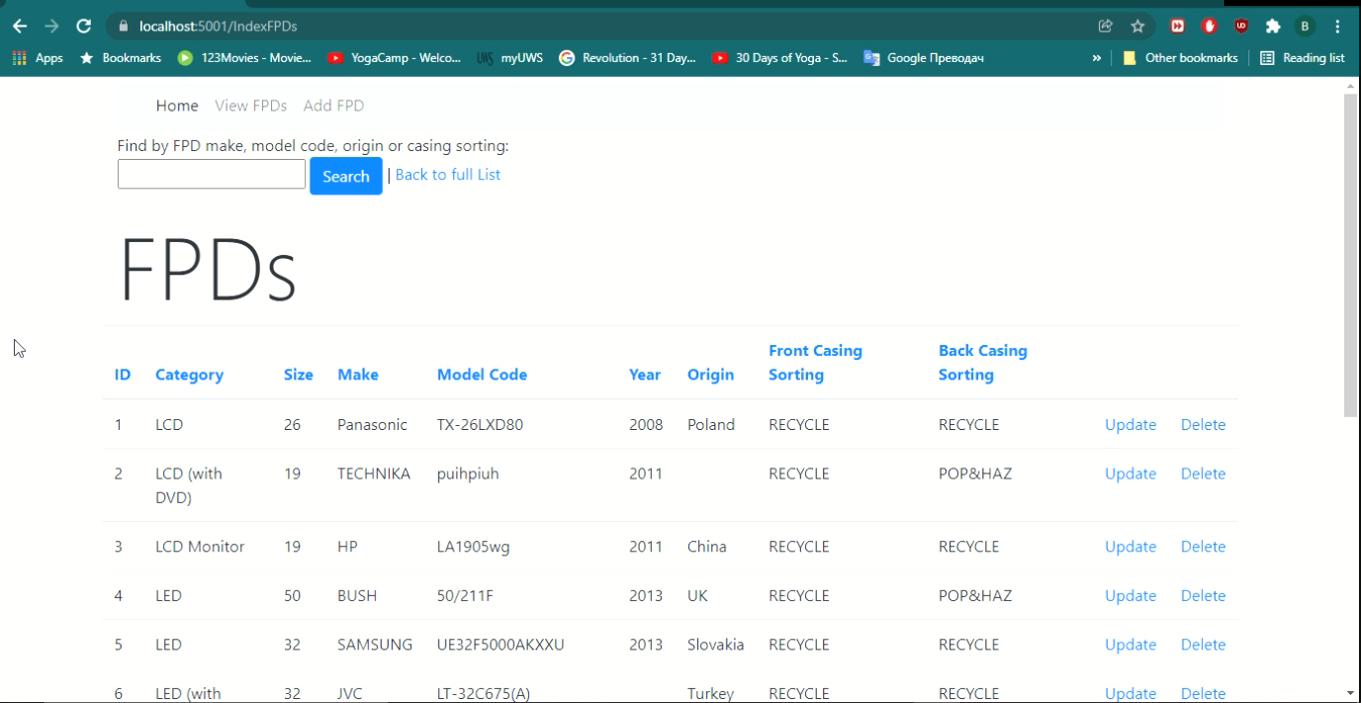 localhost:5001/IndexFPDs
B
Apps Bookmarks 123Movies - Movie... YogaCamp - Welco... UWS myUWS Revolution - 31 Day... 30 Days of Yoga - S... Google Преводач » Other bookmarks Reading list
Home View FPDs Add FPD
Find by FPD make, model code, origin or casing sorting:
Search | Back to full List
FPDs
ID Category Size Make Model Code Year Origin Front Casing Sorting Back Casing Sorting
1 LCD 26 Panasonic TX-26LXD80 2008 Poland RECYCLE RECYCLE Update Delete
2 LCD (with DVD) 19 TECHNIKA puihpiuh 2011 RECYCLE POP&HAZ Update Delete
3 LCD Monitor 19 HP LA1905wg 2011 China RECYCLE RECYCLE Update Delete
4 LED 50 BUSH 50/211F 2013 UK RECYCLE POP&HAZ Update Delete
5 LED 32 SAMSUNG UE32F5000AKXXU 2013 Slovakia RECYCLE RECYCLE Update Delete
6 LED (with 32 JVC LT-32C675(A) Turkey RECYCLE RECYCLE Update Delete